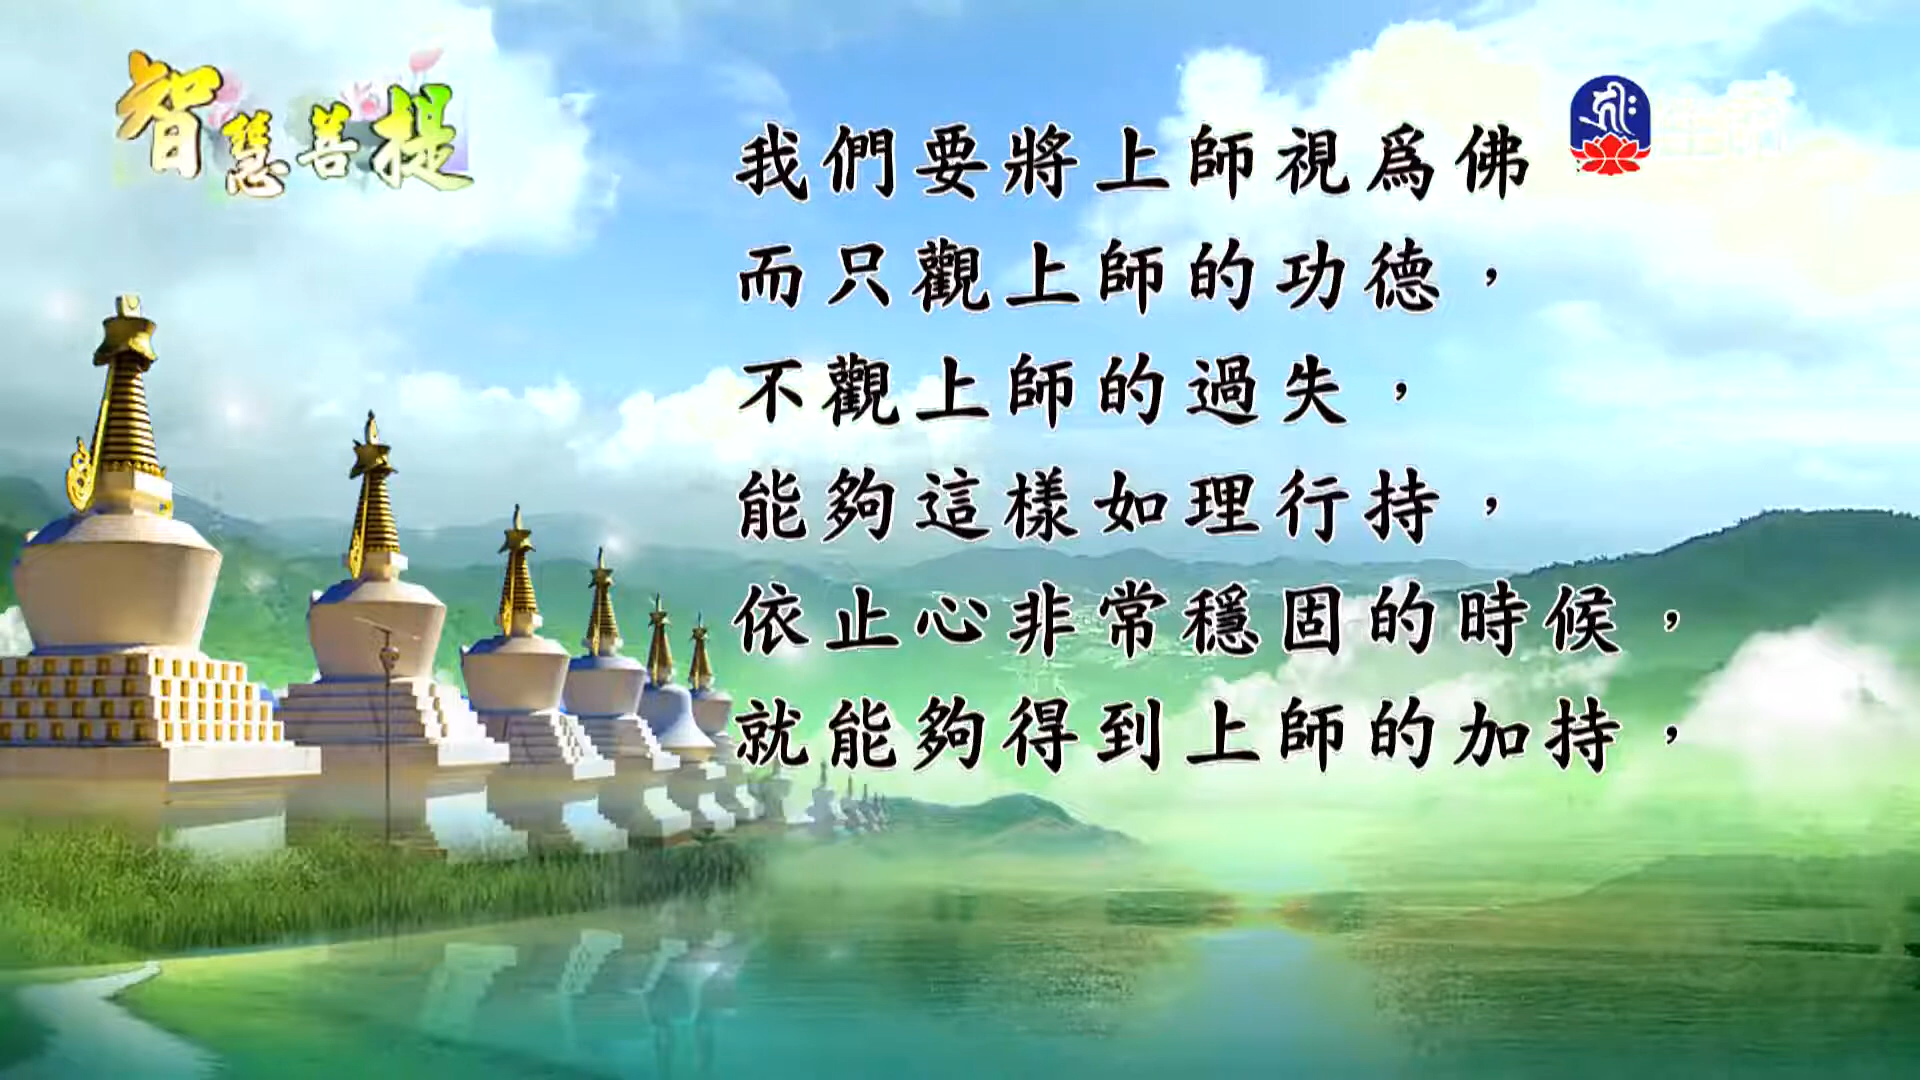 智慧菩提
我們要將上師視爲佛
而只觀上師的功德，
不觀上師的過失，
能夠這樣如理行持，
依止心非常穩固的時候，
就能夠得到上師的加持，